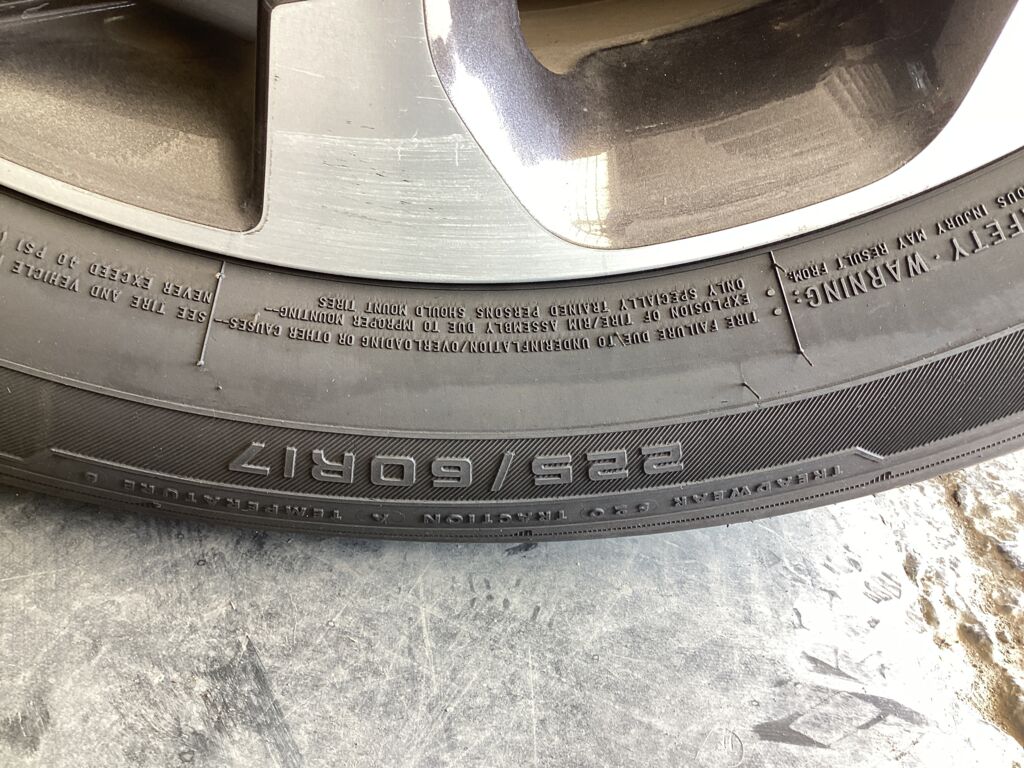 SAFETY WARNING:
OUS INJURY MAY RESULT FROM:
TIRE FAILURE DUE TO UNDERINFLATION/OVERLOADING OR OTHER CAUSES--
EXPLOSION OF TIRE/RIM ASSEMBLY DUE TO IMPROPER MOUNTING--
ONLY SPECIALLY TRAINED PERSONS SHOULD MOUNT TIRES
SEE TIRE AND VEHICLE
NEVER EXCEED 40 PSI
225/60R17
TREADWEAR 620 TRACTION A TEMPERATURE